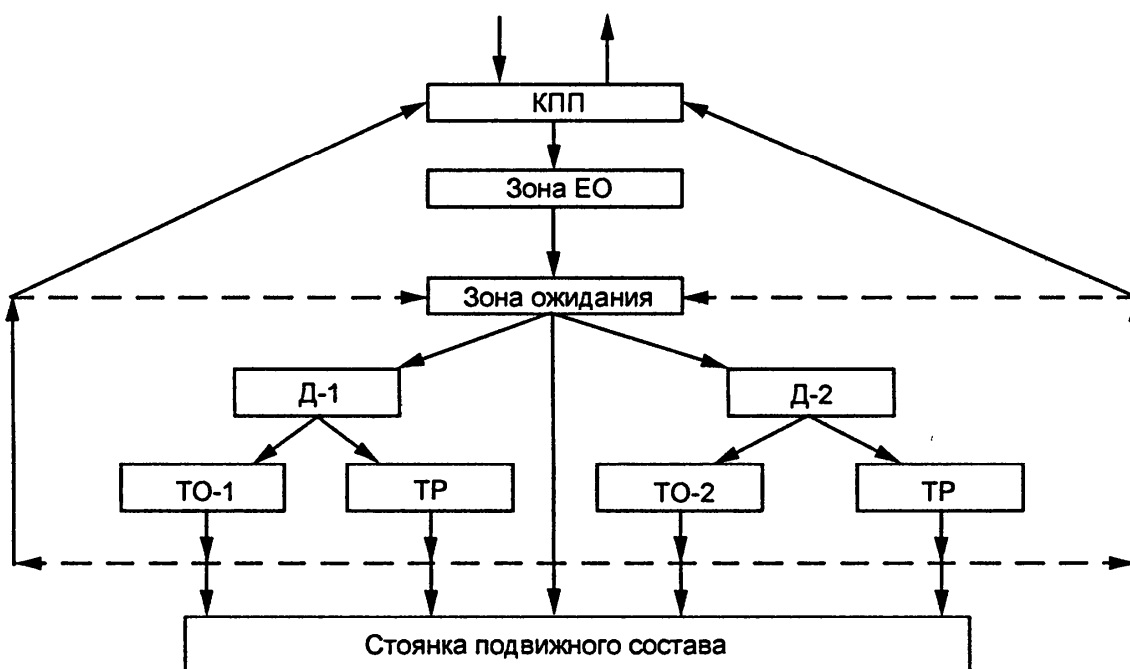 КПП
Зона ЕО
Зона ожидания
Д-1
Д-2
ТО-1
ТР
ТО-2
ТР
Стоянка подвижного состава